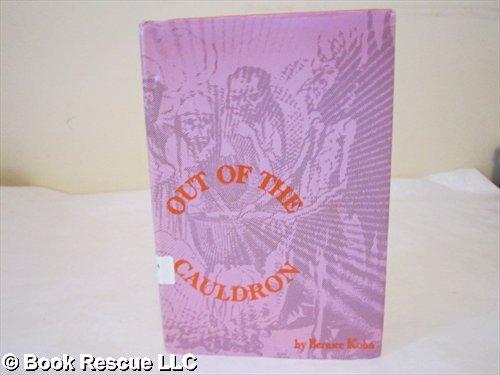 OUT OF THE
CAULDRON
by Bernice Kohn
© Book Rescue LLC